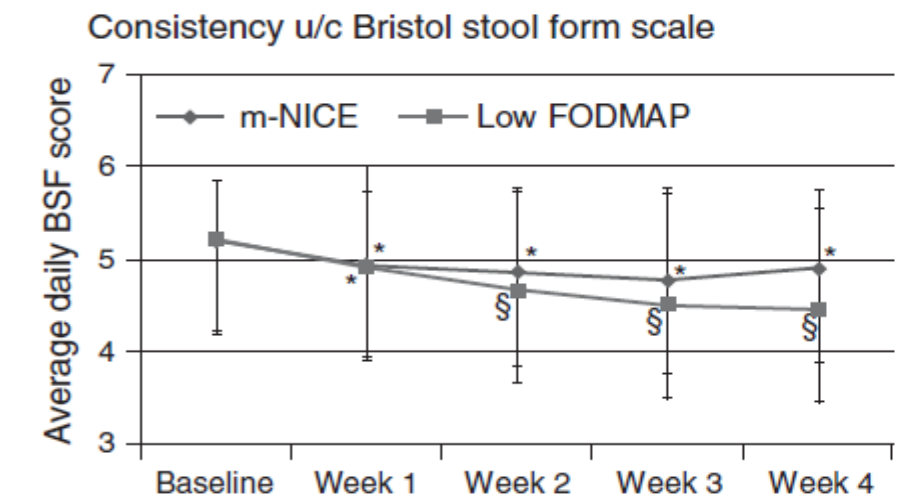 Consistency u/c Bristol stool form scale
Average daily BSF score
7
m-NICE Low FODMAP
6
* *
5 * * *
§ § §
4
3
Baseline Week 1 Week 2 Week 3 Week 4